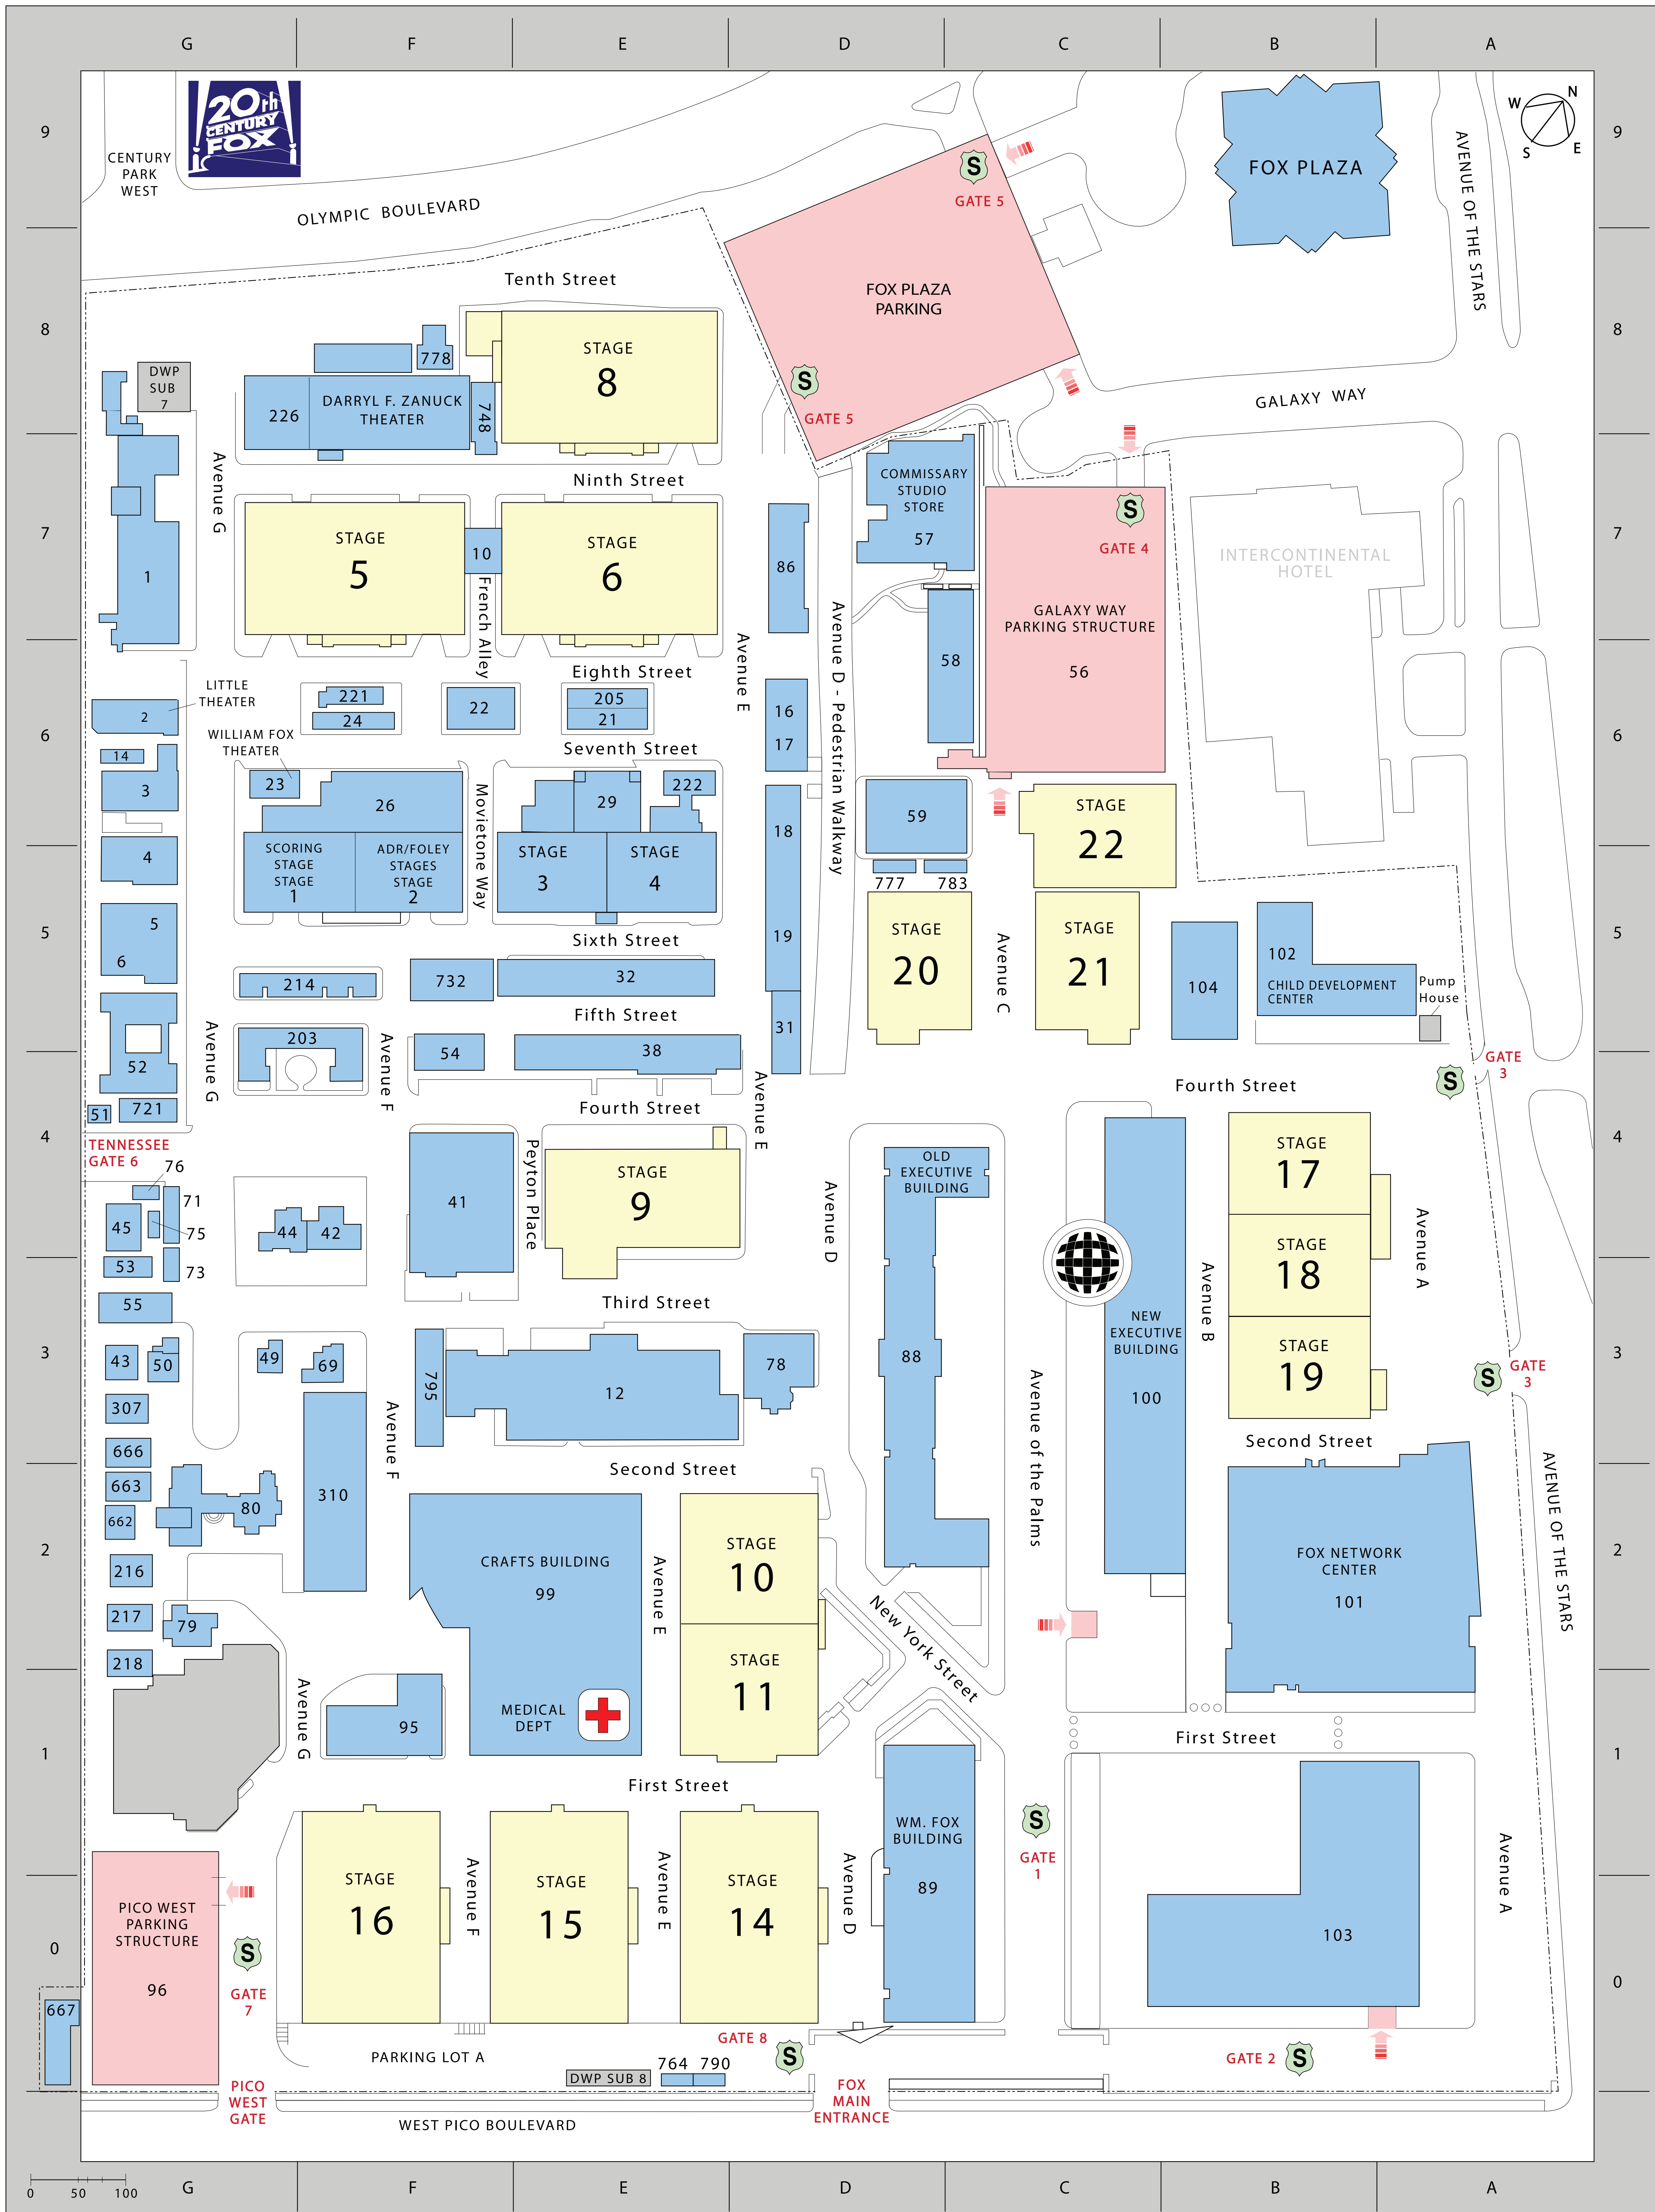 G
F
E
D
C
B
A
9
9
20th
CENTURY
FOX
CENTURY
PARK
WEST
OLYMPIC BOULEVARD
S
GATE 5
FOX PLAZA
AVENUE OF THE STARS
N
W
S
E
Tenth Street
FOX PLAZA
PARKING
8
8
STAGE
8
778
DWP
SUB
7
226
DARRYL F. ZANUCK
THEATER
748
S
GATE 5
GALAXY WAY
Avenue G
Ninth Street
COMMISSARY
STUDIO
STORE
57
S
GATE 4
7
7
1
STAGE
5
10
STAGE
6
86
INTERCONTINENTAL
HOTEL
French Alley
Avenue D - Pedestrian Walkway
GALAXY WAY
PARKING STRUCTURE
56
58
Avenue E
Eighth Street
LITTLE
THEATER
2
221
24
22
205
21
16
17
6
6
WILLIAM FOX
THEATER
Seventh Street
14
3
23
26
Movietone Way
29
222
18
59
STAGE
22
4
SCORING
STAGE
STAGE
1
ADR/FOLEY
STAGES
STAGE
2
STAGE
3
STAGE
4
777
783
5
5
5
6
Sixth Street
19
STAGE
20
Avenue C
STAGE
21
104
102
CHILD DEVELOPMENT
CENTER
Pump
House
214
732
32
Fifth Street
31
52
Avenue G
203
Avenue F
54
38
Avenue E
GATE
3
S
51
721
Fourth Street
Fourth Street
4
4
TENNESSEE
GATE 6
76
71
45
75
53
73
44
42
41
Peyton Place
STAGE
9
Avenue D
OLD
EXECUTIVE
BUILDING
STAGE
17
STAGE
18
Avenue A
Avenue B
55
Third Street
NEW
EXECUTIVE
BUILDING
100
3
3
43
50
49
69
795
12
78
88
STAGE
19
S
GATE
3
307
Avenue F
Avenue of the Palms
666
Second Street
Second Street
663
662
80
310
AVENUE OF THE STARS
2
2
CRAFTS BUILDING
99
Avenue E
STAGE
10
FOX NETWORK
CENTER
101
216
217
79
218
New York Street
STAGE
11
Avenue G
95
MEDICAL
DEPT
1
1
First Street
First Street
WM. FOX
BUILDING
89
S
GATE
1
STAGE
16
Avenue F
STAGE
15
Avenue E
STAGE
14
Avenue D
Avenue A
103
PICO WEST
PARKING
STRUCTURE
96
0
0
S
GATE
7
667
GATE 8
S
PARKING LOT A
DWP SUB 8
764
790
GATE 2
S
PICO
WEST
GATE
FOX
MAIN
ENTRANCE
WEST PICO BOULEVARD
0
50
100
G
F
E
D
C
B
A